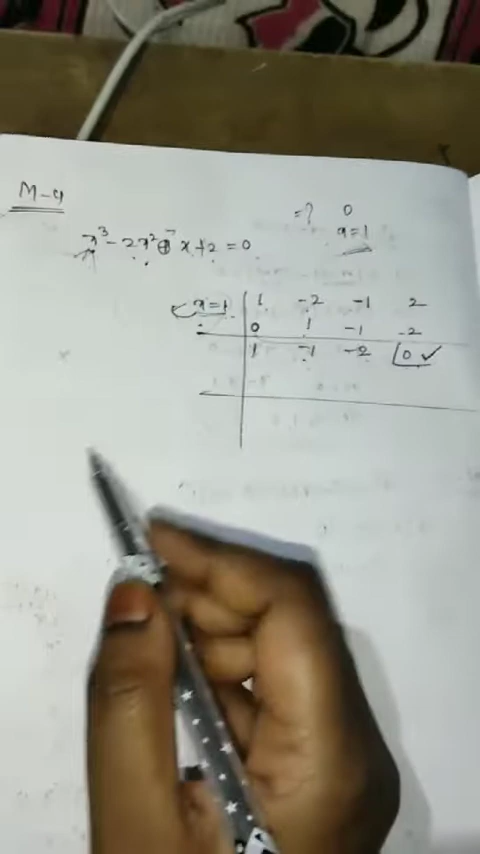 M-4
=? 0
x=1
x³ - 2x² - x + 2 = 0
x=1 | 1 -2 -1 2
0 1 -1 -2
1 -1 -2 0 ✓